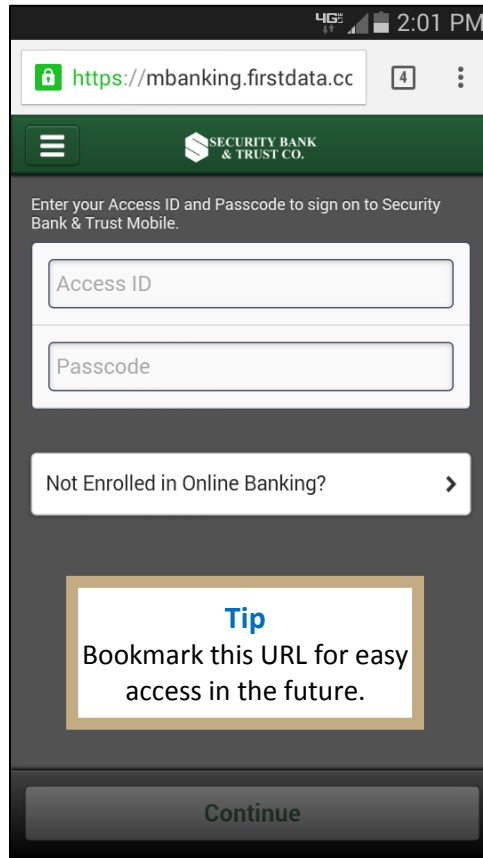 4G 2:01 PM
https://mbanking.firstdata.cc
4
SECURITY BANK
& TRUST CO.
Enter your Access ID and Passcode to sign on to Security
Bank & Trust Mobile.
Access ID
Passcode
Not Enrolled in Online Banking?
Tip
Bookmark this URL for easy
access in the future.
Continue